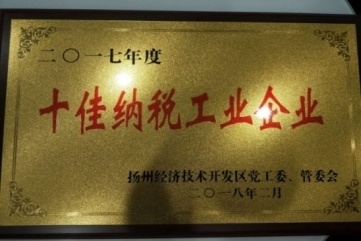 二〇一七年度
十佳纳税工业企业
扬州经济技术开发区党工委、管委会
二〇一八年二月